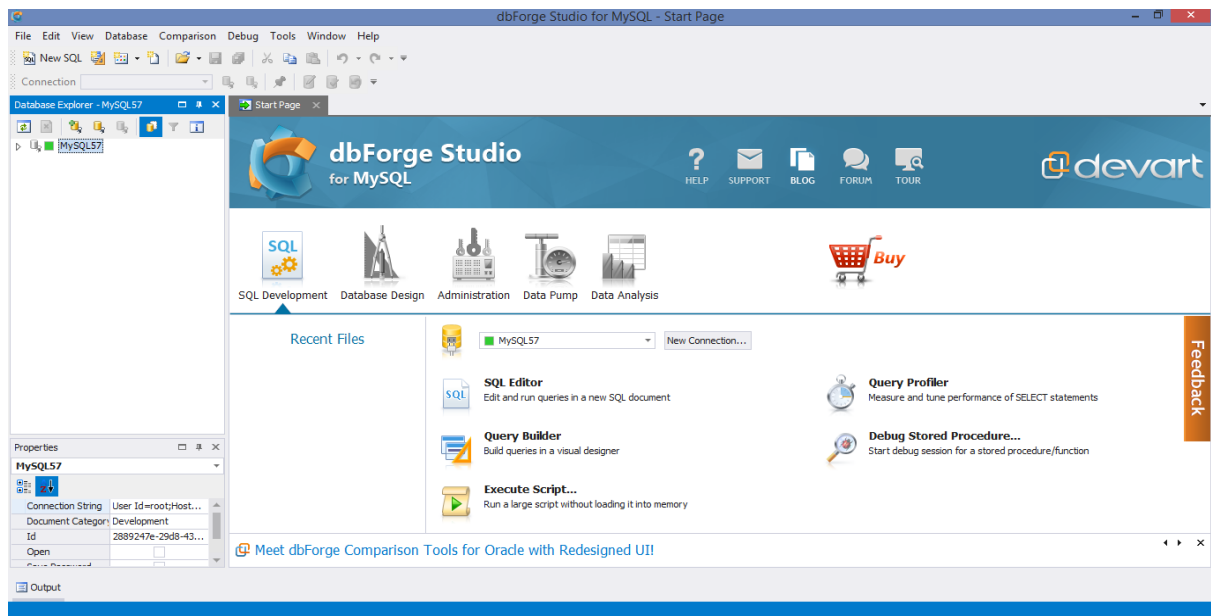 dbForge Studio for MySQL - Start Page
File Edit View Database Comparison Debug Tools Window Help
New SQL
Connection
Database Explorer - MySQL57
Start Page
MySQL57
dbForge Studio
for MySQL
HELP SUPPORT BLOG FORUM TOUR
devart
SQL
Buy
SQL Development Database Design Administration Data Pump Data Analysis
Recent Files
MySQL57 New Connection...
SQL
SQL Editor
Edit and run queries in a new SQL document
Query Profiler
Measure and tune performance of SELECT statements
Query Builder
Build queries in a visual designer
Debug Stored Procedure...
Start debug session for a stored procedure/function
Execute Script...
Run a large script without loading it into memory
Feedback
Properties
MySQL57
Connection String User Id=root;Host...
Document Category Development
Id 2889247e-29d8-43...
Open
Meet dbForge Comparison Tools for Oracle with Redesigned UI!
Output